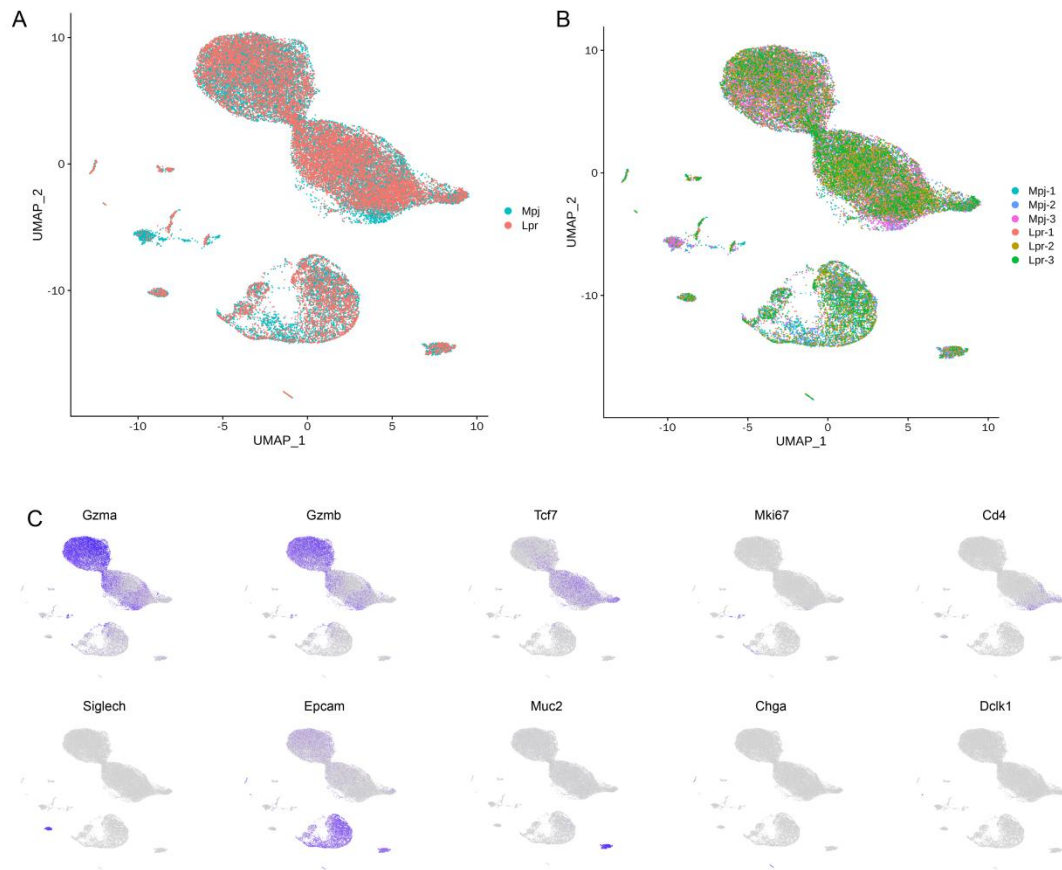 A
10
0
-10
UMAP_2
-10
-5
0
5
10
UMAP_1
Mpj
Lpr
B
10
0
-10
UMAP_2
-10
-5
0
5
10
UMAP_1
Mpj-1
Mpj-2
Mpj-3
Lpr-1
Lpr-2
Lpr-3
C
Gzma
Gzmb
Tcf7
Mki67
Cd4
Siglech
Epcam
Muc2
Chga
Dclk1